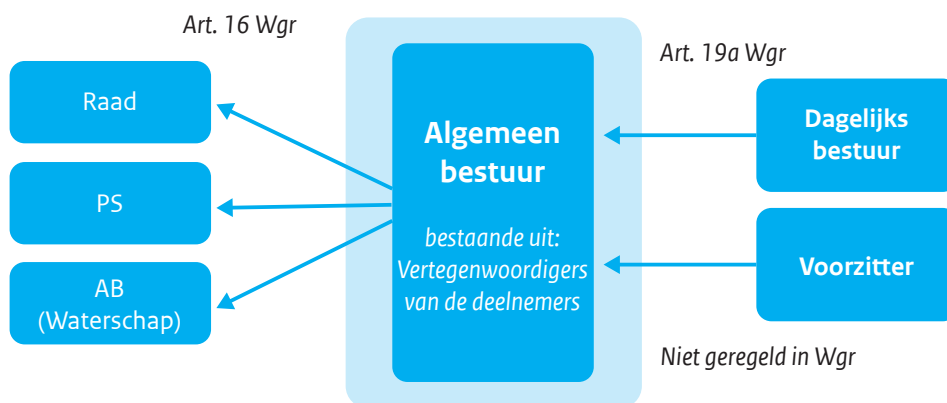 Art. 16 Wgr
Raad
PS
AB
(Waterschap)
Algemeen
bestuur
bestaande uit:
Vertegenwoordigers
van de deelnemers
Art. 19a Wgr
Dagelijks
bestuur
Voorzitter
Niet geregeld in Wgr